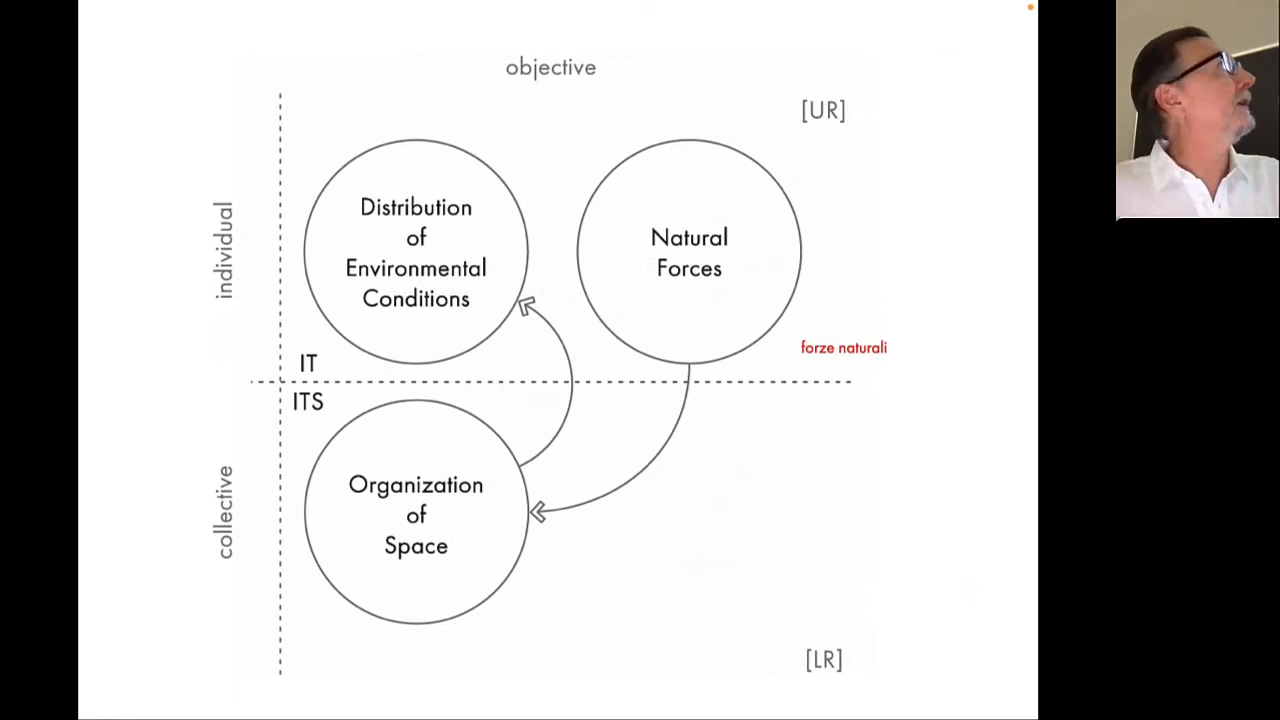 objective
[UR]
individual
Distribution
of
Environmental
Conditions
Natural
Forces
forze naturali
IT
ITS
collective
Organization
of
Space
[LR]